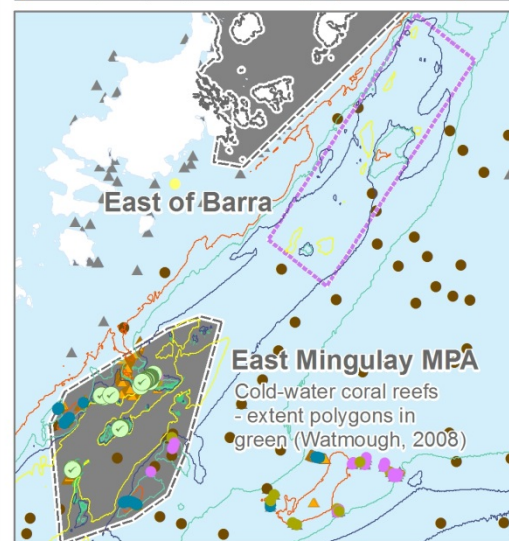 East of Barra
East Mingulay MPA
Cold-water coral reefs
- extent polygons in
green (Watmough, 2008)